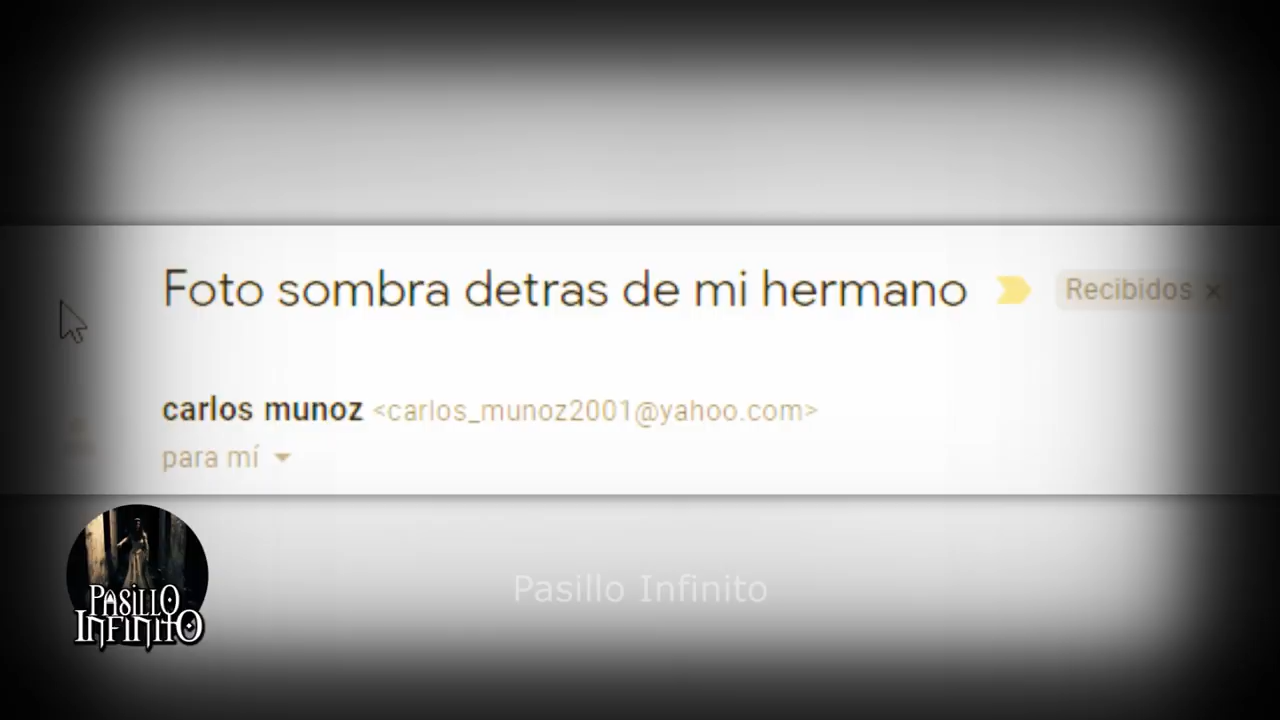 Foto sombra detras de mi hermano Recibidos ×
carlos munoz <carlos_munoz2001@yahoo.com>
para mí
Pasillo Infinito
PASILLO
INFINITO